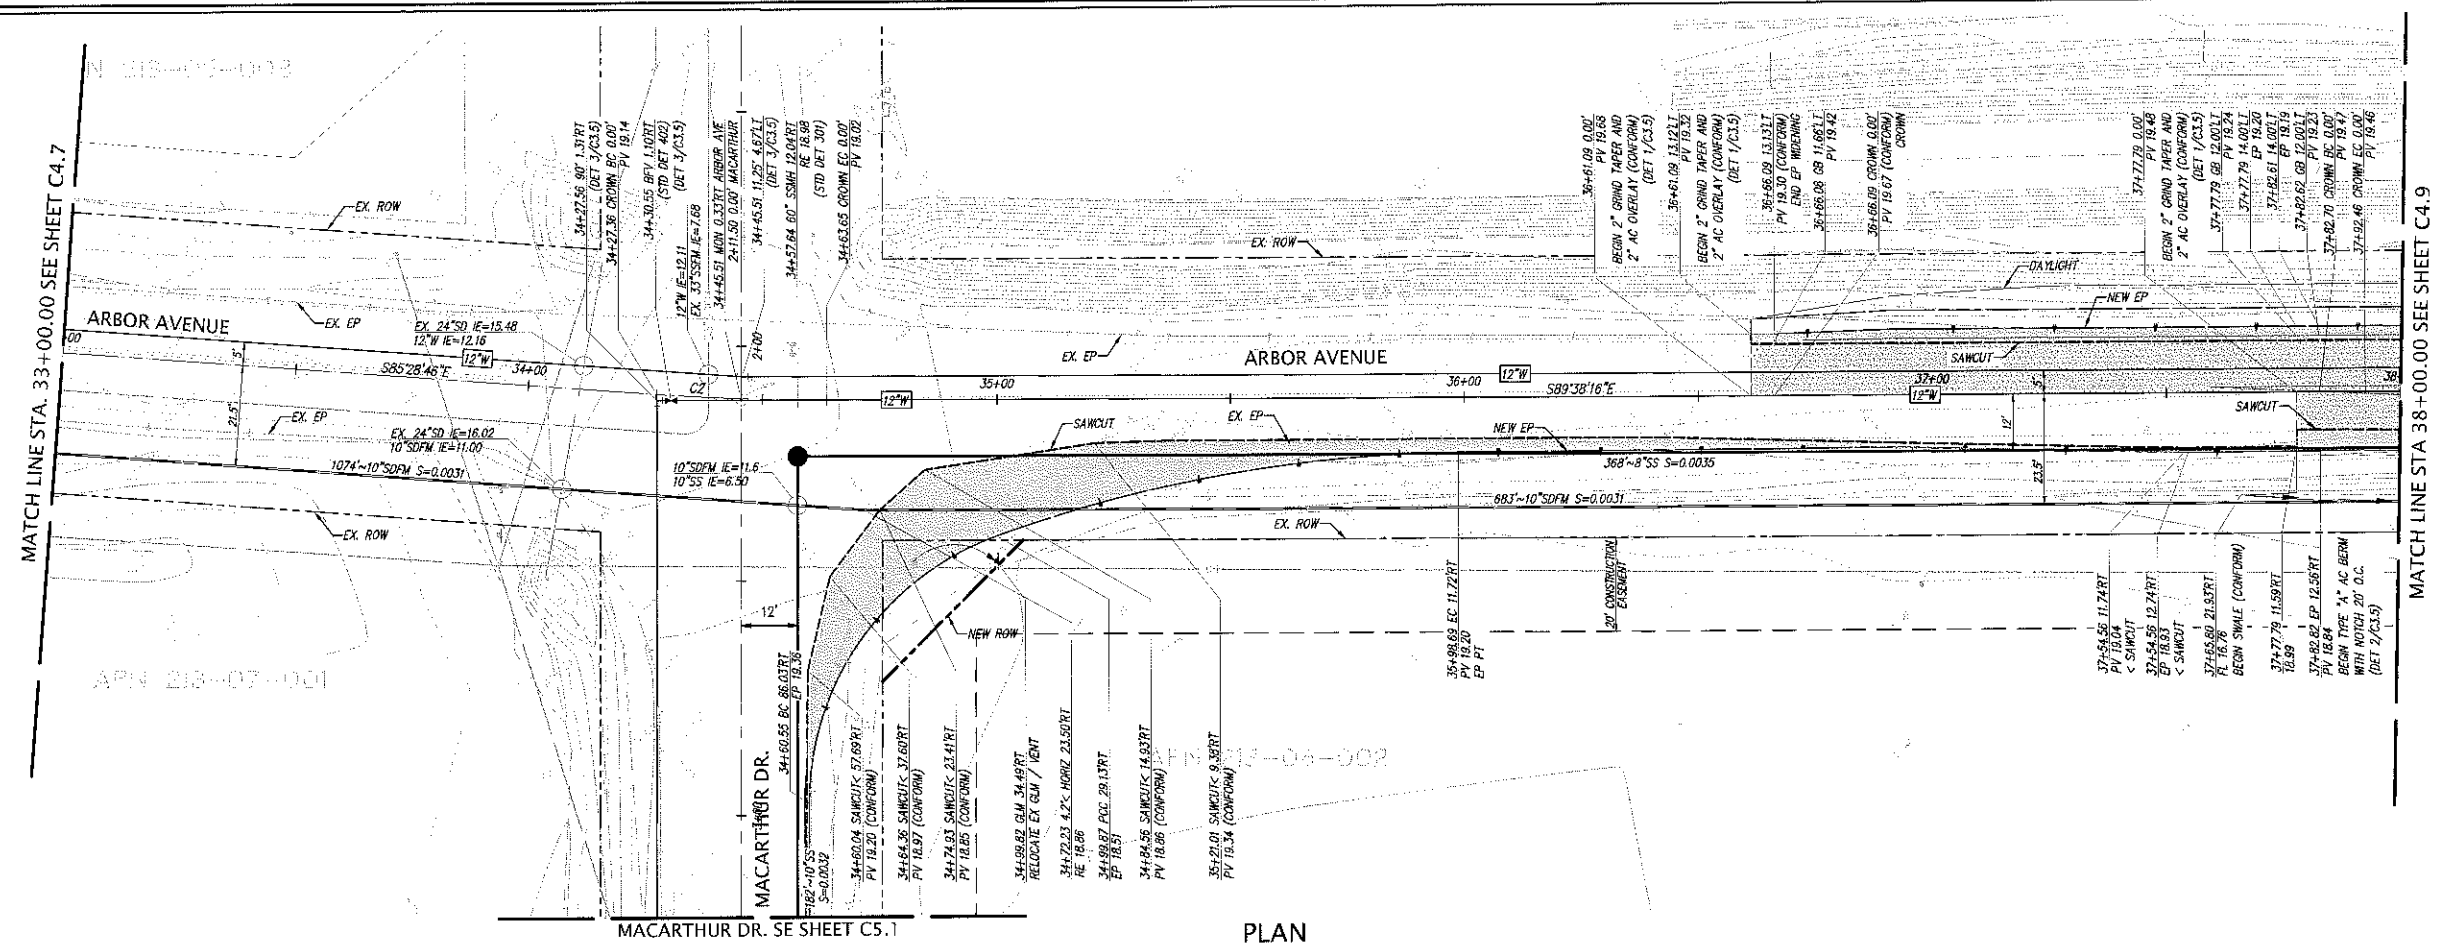 MATCH LINE STA. 33+00.00 SEE SHEET C4.7
ARBOR AVENUE
EX. ROW
EX. EP
EX. 24"SD IE=15.48
12"W IE=12.16
12"W
S85°28'46"E
34+00
5'
21.5'
EX. EP
EX. 24"SD IE=16.02
10"SDFM IE=11.00
1074'~10"SDFM S=0.0031
EX. ROW
APN 213-07-001
34+27.56 90° 1.31'RT
(DET 3/C3.5)
34+27.36 CROWN BC 0.00'
PV 19.14
34+30.55 BFV 1.10'RT
(STD DET 402)
(DET 3/C3.5)
12"W IE=12.11
EX. 33"SSFM IE=7.68
34+45.51 MON 0.33'RT ARBOR AVE
2+11.50 0.00' MACARTHUR
34+45.51 11.25° 4.67'LT
(DET 3/C3.5)
34+57.64 60" SSMH 12.04'RT
RE 18.98
(STD DET 301)
34+63.65 CROWN EC 0.00'
PV 19.02
2+00
CZ
12"W
35+00
EX. ROW
EX. EP
ARBOR AVENUE
36+00
12"W
S89°38'16"E
37+00
12"W
5'
38
SAWCUT
EX. EP
NEW EP
10"SDFM IE=11.6
10"SS IE=6.50
368'~8"SS S=0.0035
683'~10"SDFM S=0.0031
12'
23.5'
EX. ROW
36+61.09 0.00'
PV 19.68
BEGIN 2" GRIND TAPER AND
2" AC OVERLAY (CONFORM)
(DET 1/C3.5)
36+61.09 13.12'LT
PV 19.32
BEGIN 2" GRIND TAPER AND
2" AC OVERLAY (CONFORM)
(DET 1/C3.5)
36+66.09 13.13'LT
PV 19.30 (CONFORM)
END EP WIDENING
36+66.06 GB 11.66'LT
PV 19.42
36+66.09 CROWN 0.00'
PV 19.67 (CONFORM)
CROWN
37+77.79 0.00'
PV 19.48
BEGIN 2" GRIND TAPER AND
2" AC OVERLAY (CONFORM)
(DET 1/C3.5)
37+77.79 GB 12.00'LT
PV 19.24
37+77.79 14.00'LT
EP 19.20
37+82.61 14.00'LT
EP 19.19
37+82.62 GB 12.00'LT
PV 19.23
37+82.70 CROWN BC 0.00'
PV 19.47
37+92.46 CROWN EC 0.00'
PV 19.46
DAYLIGHT
NEW EP
SAWCUT
SAWCUT
MATCH LINE STA 38+00.00 SEE SHEET C4.9
12'
NEW ROW
20' CONSTRUCTION
EASEMENT
34+60.55 BC 86.03'RT
EP 19.36
MACARTHUR DR.
182'~10"SS
S=0.0032
34+60.04 SAWCUT< 57.69'RT
PV 19.20 (CONFORM)
34+64.36 SAWCUT< 37.60'RT
PV 18.97 (CONFORM)
34+74.93 SAWCUT< 23.41'RT
PV 18.85 (CONFORM)
34+99.82 GLM 34.49'RT
RELOCATE EX GLM / VENT
34+72.23 4.2'< HORIZ 23.50'RT
RE 18.86
34+99.87 PCC 29.13'RT
EP 18.51
34+84.56 SAWCUT< 14.93'RT
PV 18.86 (CONFORM)
35+21.01 SAWCUT< 9.38'RT
PV 19.34 (CONFORM)
35+98.69 EC 11.72'RT
PV 19.20
EP PT
37+54.56 11.74'RT
PV 19.04
< SAWCUT
37+54.56 12.74'RT
EP 18.93
< SAWCUT
37+65.80 21.93'RT
FL 16.76
BEGIN SWALE (CONFORM)
37+77.79 11.59'RT
18.99
37+82.82 EP 12.56'RT
PV 18.84
BEGIN TYPE "A" AC BERM
WITH NOTCH 20' O.C.
(DET 2/C3.5)
MACARTHUR DR. SE SHEET C5.1
PLAN